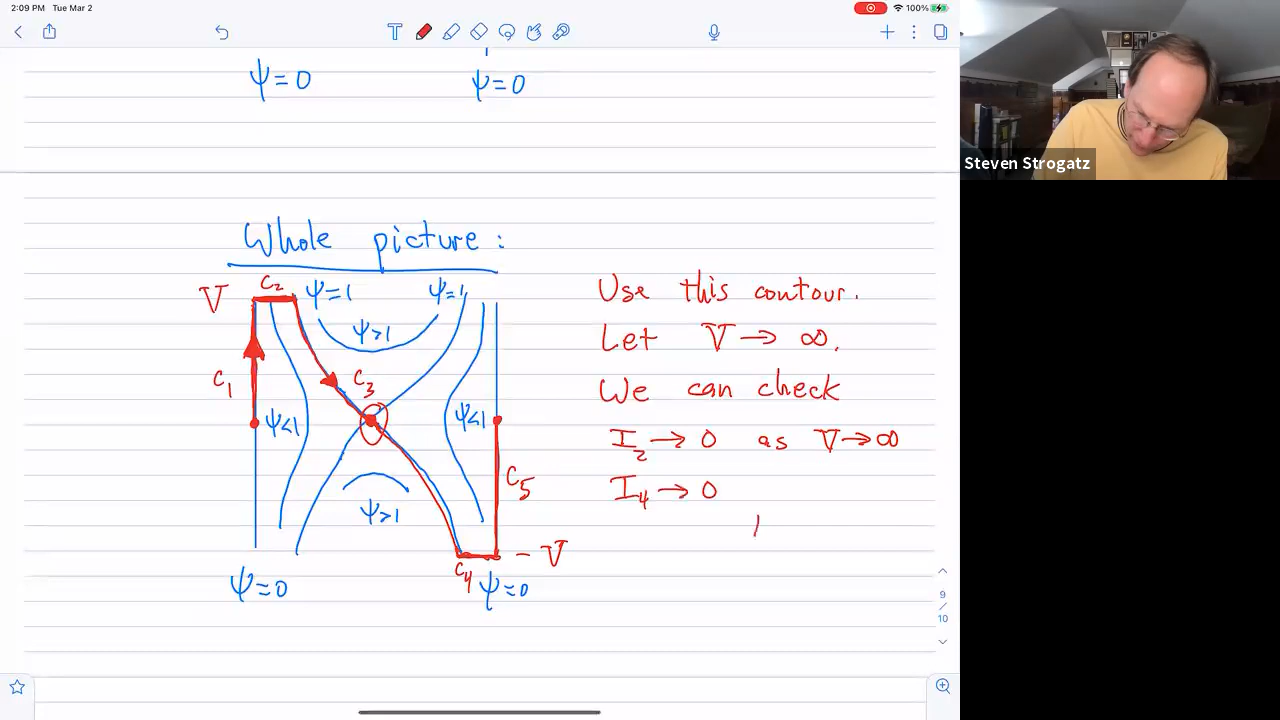 2:09 PM Tue Mar 2
100%
ψ = 0
ψ = 0
Steven Strogatz
Whole picture:
V
C₂
ψ=1
ψ=1
ψ>1
C₁
C₃
ψ<1
ψ<1
C₅
ψ>1
C₄
-V
ψ=0
ψ=0
Use this contour.
Let V → ∞.
We can check
I₂ → 0 as V→∞
I₄ → 0
9
/
10